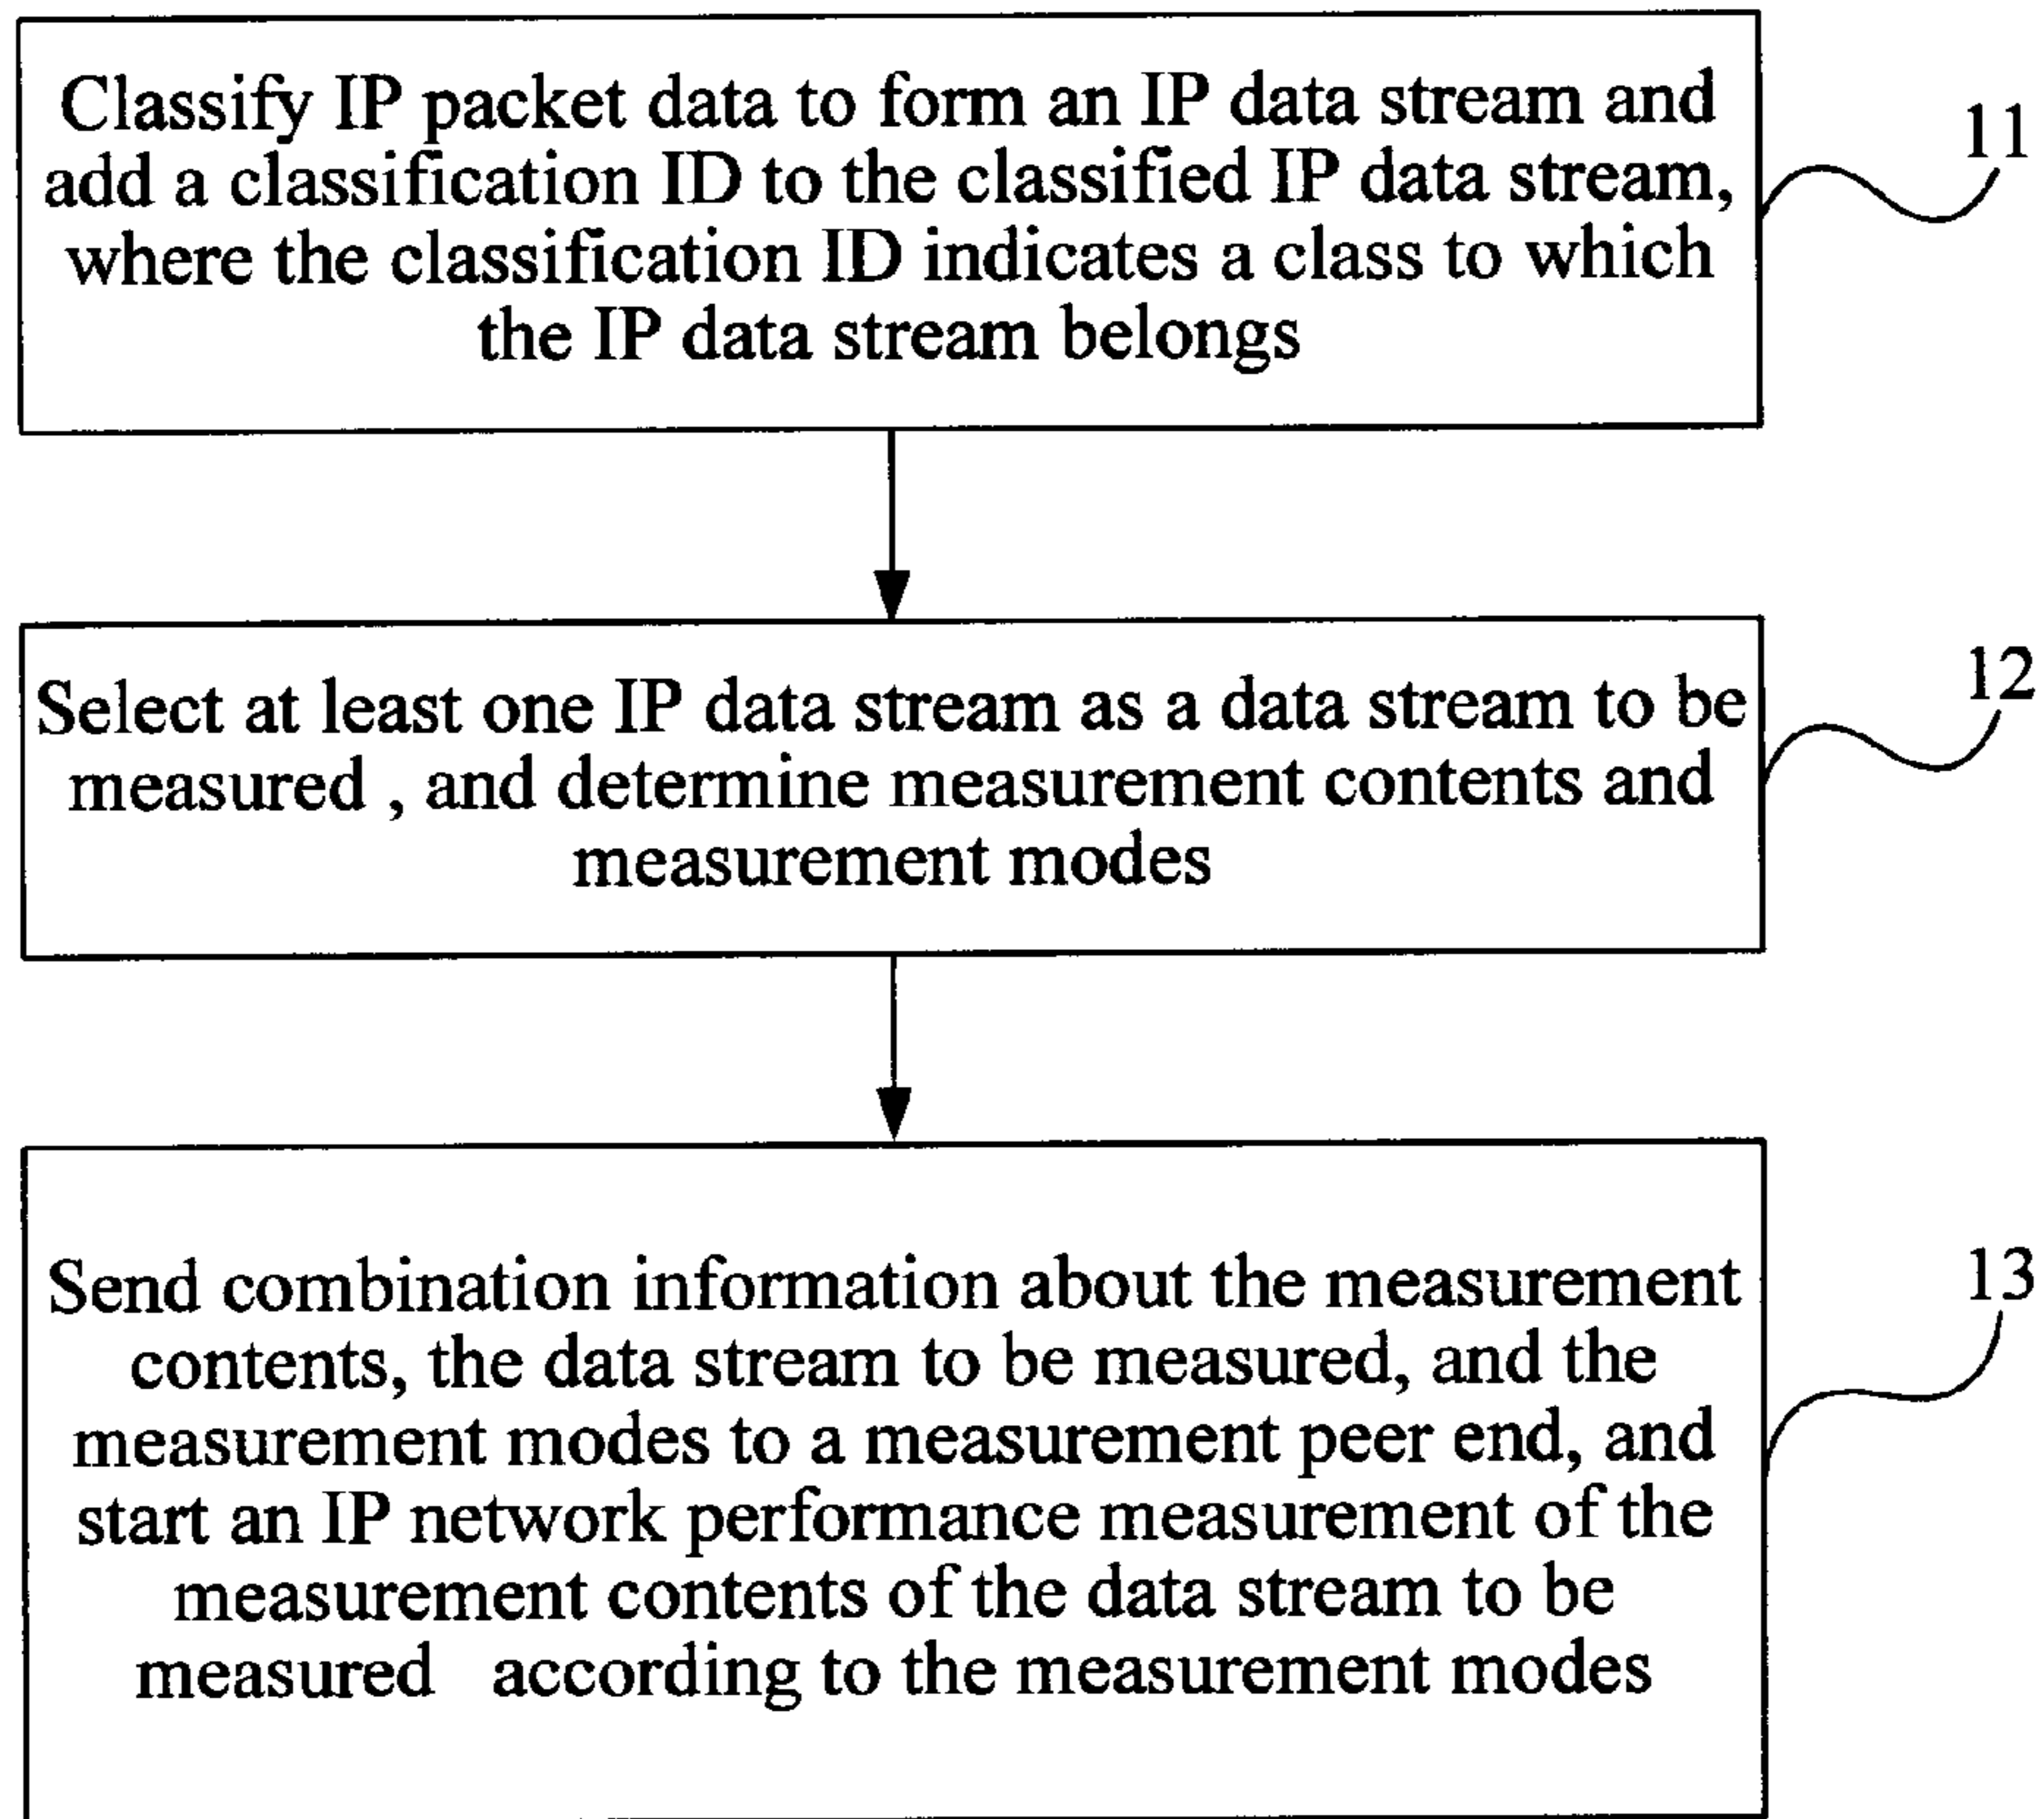 Classify IP packet data to form an IP data stream and
add a classification ID to the classified IP data stream,
where the classification ID indicates a class to which
the IP data stream belongs
11
Select at least one IP data stream as a data stream to be
measured , and determine measurement contents and
measurement modes
12
Send combination information about the measurement
contents, the data stream to be measured, and the
measurement modes to a measurement peer end, and
start an IP network performance measurement of the
measurement contents of the data stream to be
measured according to the measurement modes
13